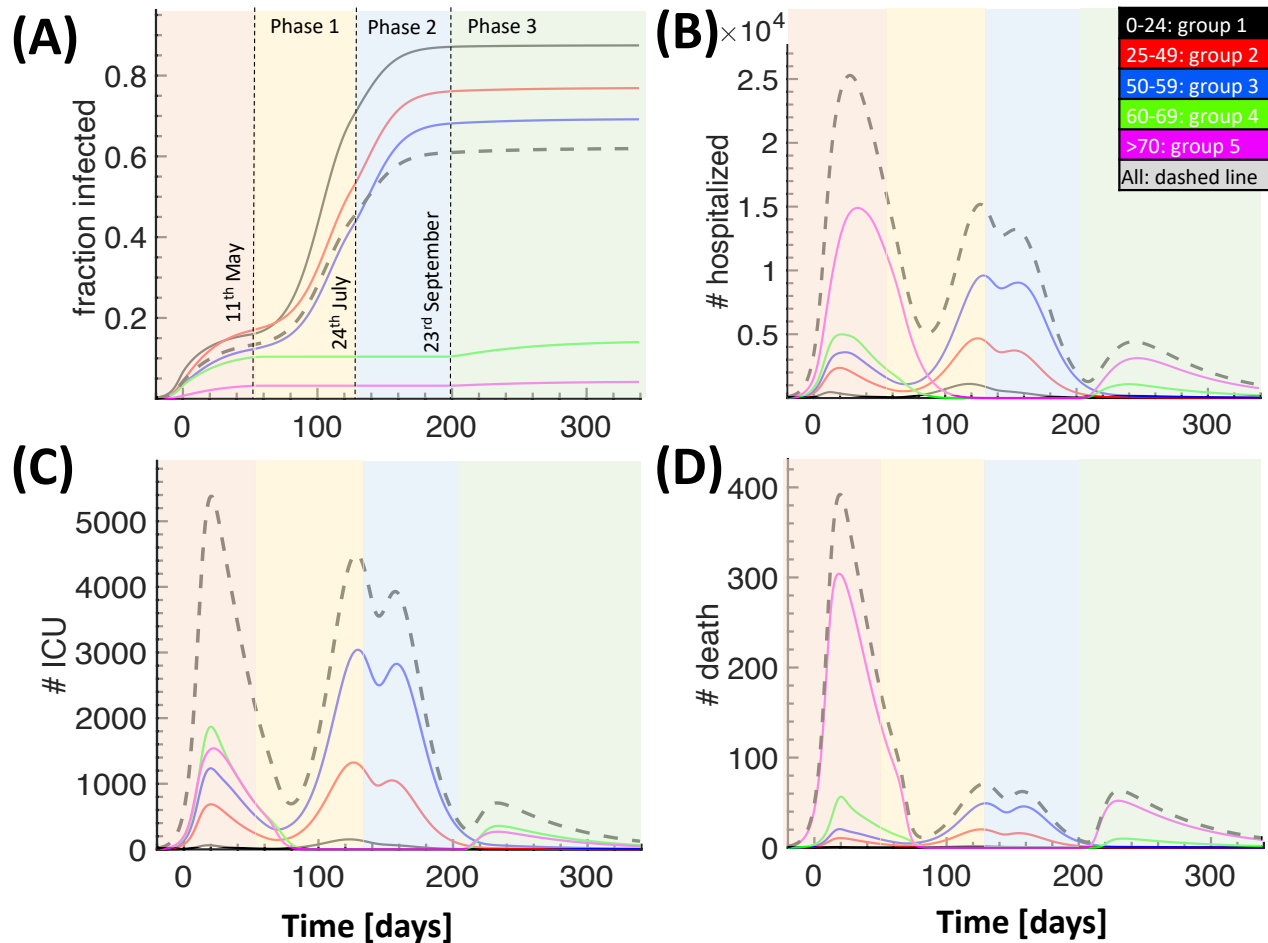 (A)
Phase 1
Phase 2
Phase 3
fraction infected
0.8
0.6
0.4
0.2
0
100
200
300
11th May
24th July
23rd September
(B)
×10⁴
# hospitalized
2.5
2
1.5
1
0.5
0
0
100
200
300
0-24: group 1
25-49: group 2
50-59: group 3
60-69: group 4
>70: group 5
All: dashed line
(C)
# ICU
5000
4000
3000
2000
1000
0
0
100
200
300
Time [days]
(D)
# death
400
300
200
100
0
0
100
200
300
Time [days]